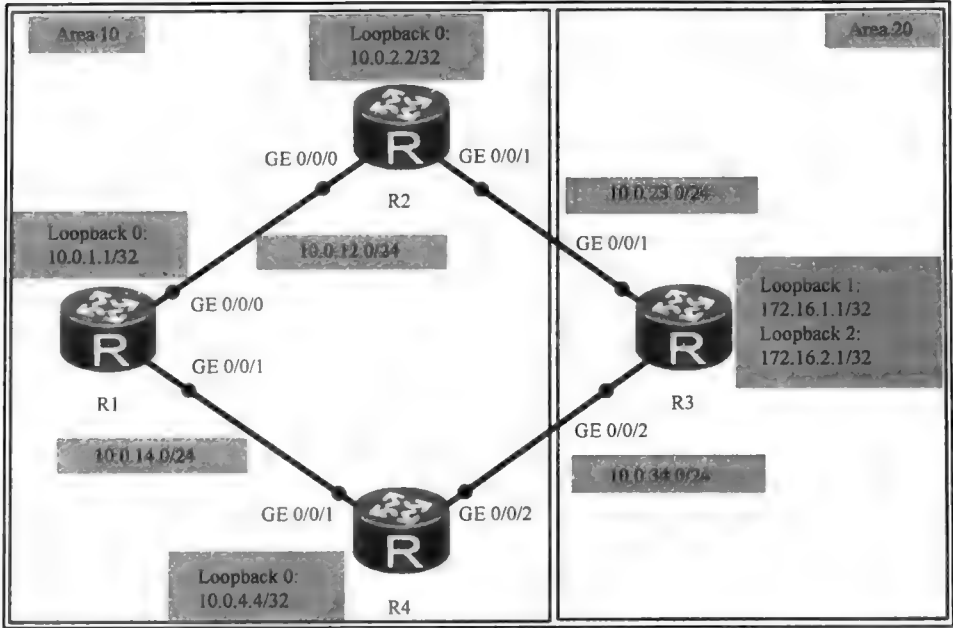 Area 10
Loopback 0:
10.0.2.2/32
Area 20
GE 0/0/0
R
GE 0/0/1
R2
10.0.23.0/24
Loopback 0:
10.0.1.1/32
10.0.12.0/24
GE 0/0/1
GE 0/0/0
Loopback 1:
172.16.1.1/32
Loopback 2:
172.16.2.1/32
R
R
GE 0/0/1
R1
R3
10.0.14.0/24
GE 0/0/2
10.0.34.0/24
GE 0/0/1
GE 0/0/2
R
Loopback 0:
10.0.4.4/32
R4